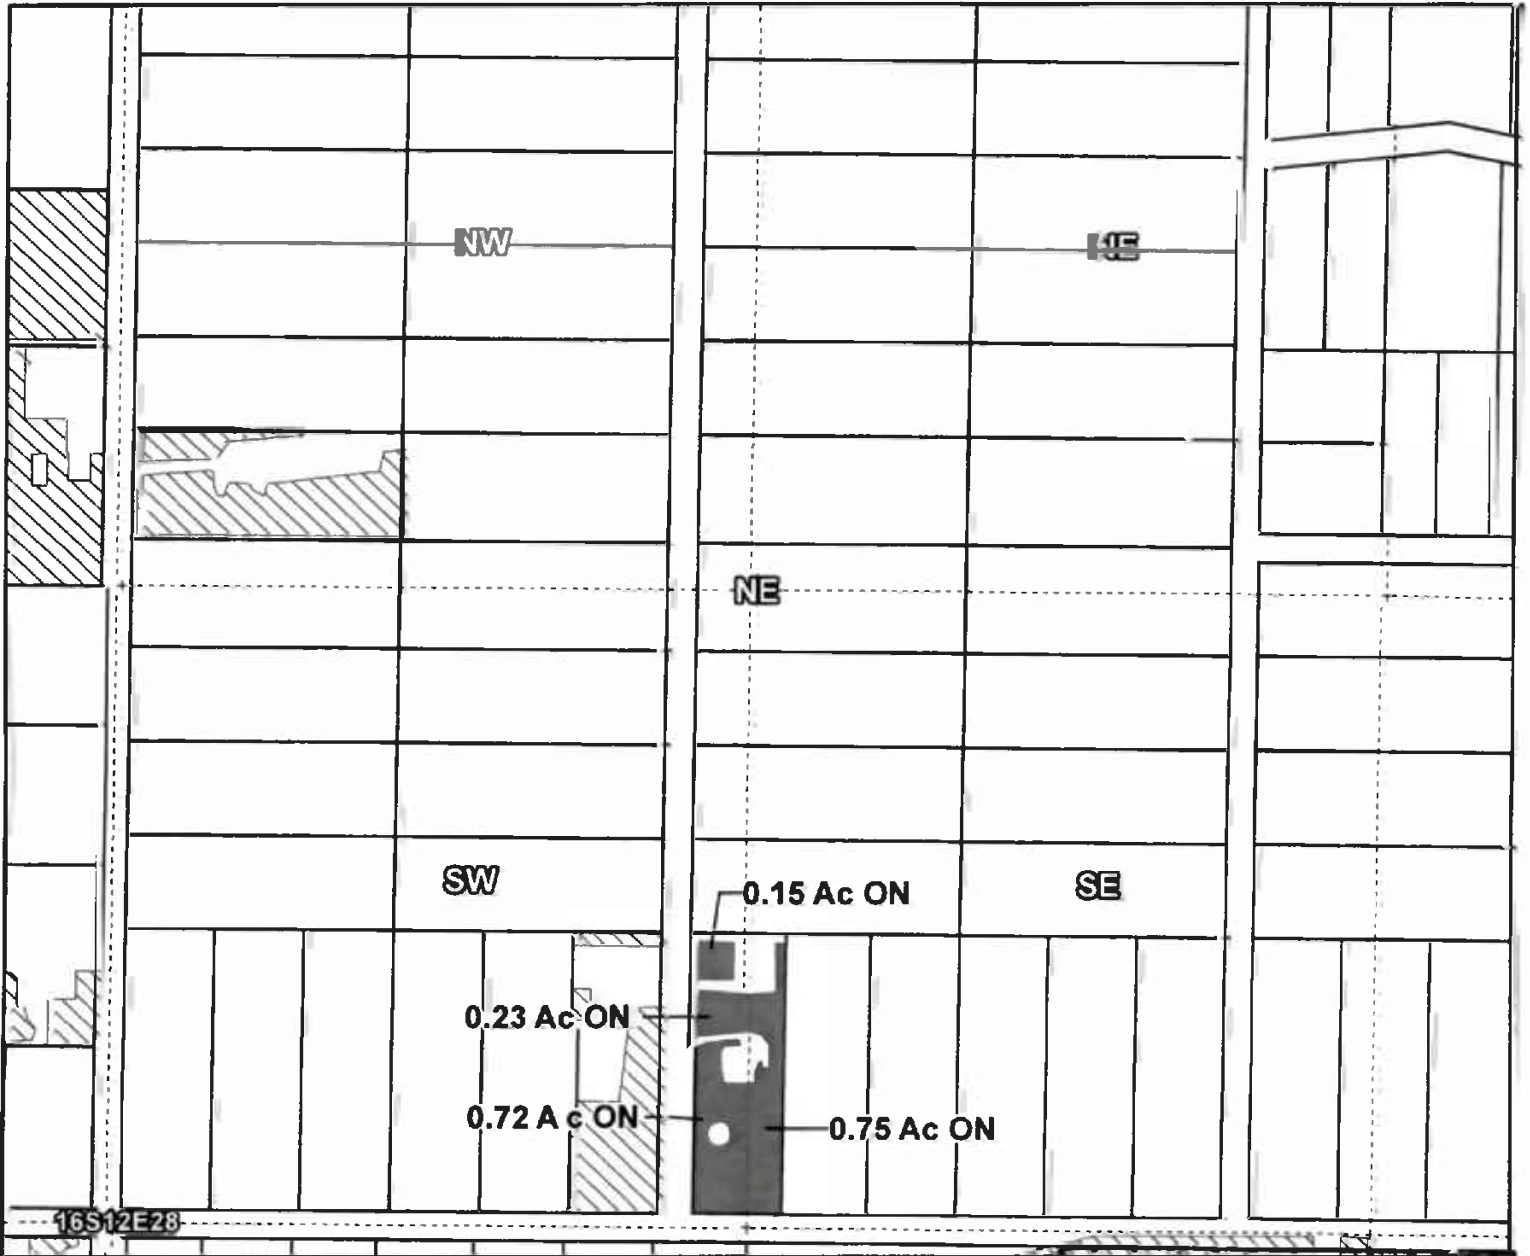 NW
NE
NE
SW
0.15 Ac ON
SE
0.23 Ac ON
0.72 A c ON
0.75 Ac ON
16S12E28